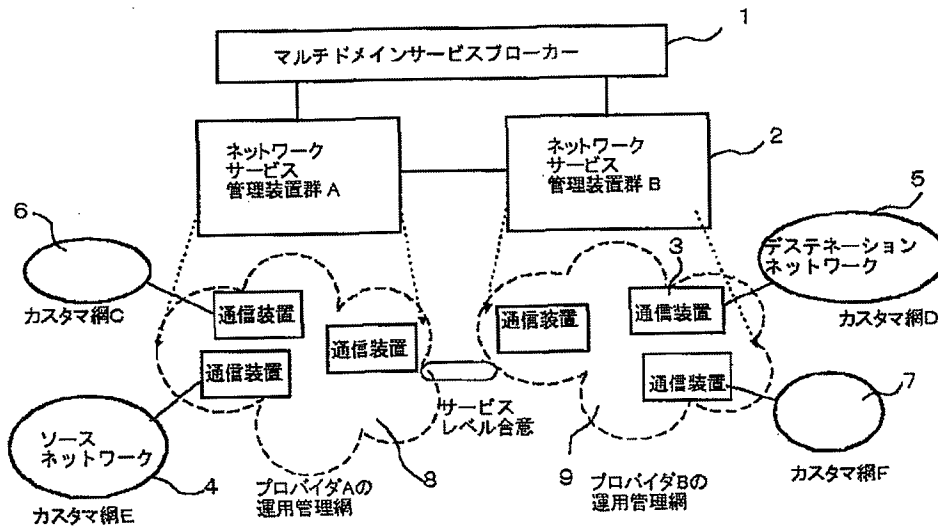 1
マルチドメインサービスブローカー
ネットワーク
サービス
管理装置群 A
ネットワーク
サービス
管理装置群 B
2
6
5
デステネーション
ネットワーク
3
カスタマ網C
通信装置
通信装置
通信装置
通信装置
カスタマ網D
通信装置
通信装置
7
サービス
レベル合意
ソース
ネットワーク
4
カスタマ網E
プロバイダAの
運用管理網
8
9
プロバイダBの
運用管理網
カスタマ網F